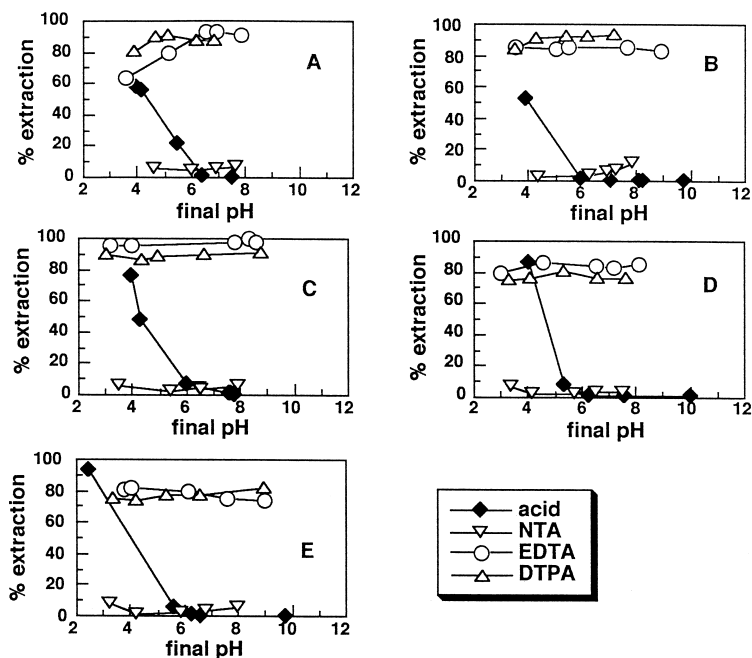 100
80
60
40
20
0
% extraction
A
2 4 6 8 10 12
final pH
100
80
60
40
20
0
% extraction
B
2 4 6 8 10 12
final pH
100
80
60
40
20
0
% extraction
C
2 4 6 8 10 12
final pH
100
80
60
40
20
0
% extraction
D
2 4 6 8 10 12
final pH
100
80
60
40
20
0
% extraction
E
2 4 6 8 10 12
final pH
acid
NTA
EDTA
DTPA